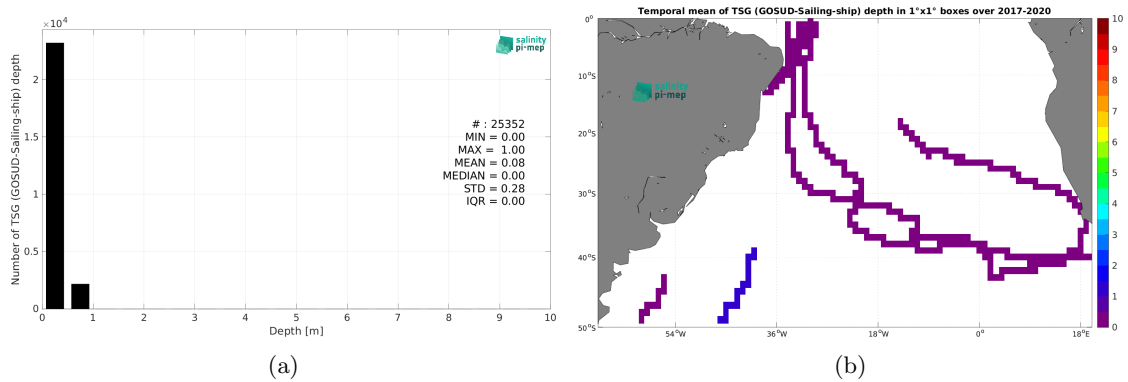 ×10⁴
2
1.5
1
0.5
0
Number of TSG (GOSUD-Sailing-ship) depth
0 1 2 3 4 5 6 7 8 9 10
Depth [m]
salinity
pi-mep
# : 25352
MIN = 0.00
MAX = 1.00
MEAN = 0.08
MEDIAN = 0.00
STD = 0.28
IQR = 0.00
(a)
Temporal mean of TSG (GOSUD-Sailing-ship) depth in 1°x1° boxes over 2017-2020
0°
10°S
20°S
30°S
40°S
50°S
54°W 36°W 18°W 0° 18°E
salinity
pi-mep
10
9
8
7
6
5
4
3
2
1
0
(b)